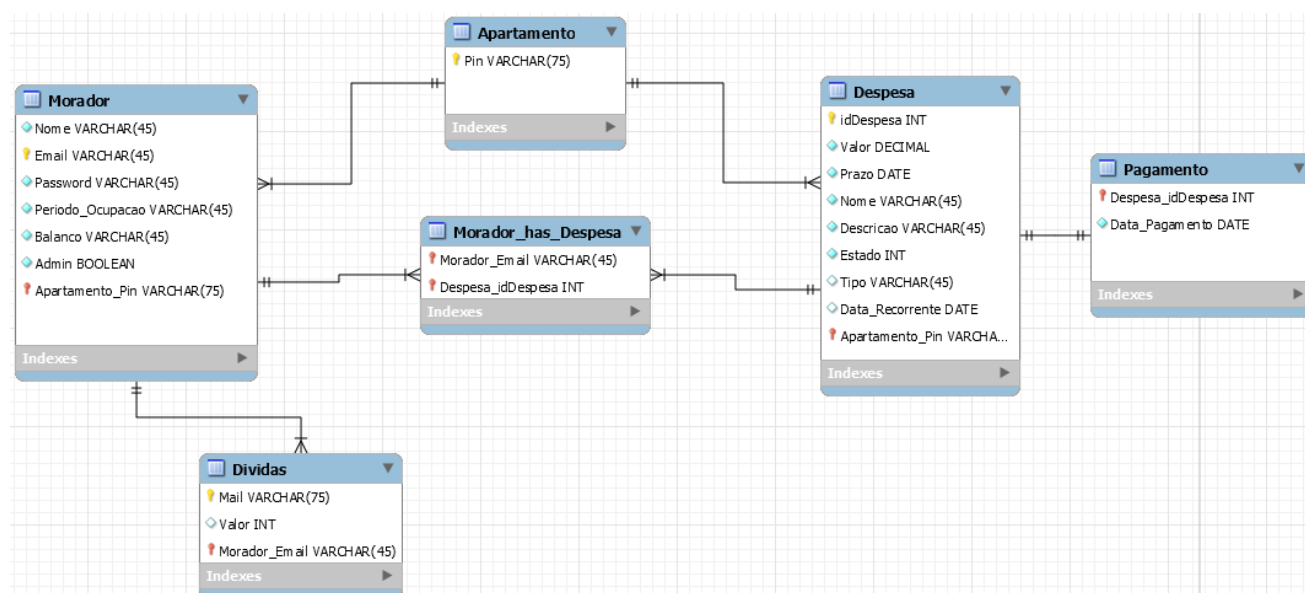 Apartamento
Pin VARCHAR(75)
Indexes
Morador
Nome VARCHAR(45)
Email VARCHAR(45)
Password VARCHAR(45)
Periodo_Ocupacao VARCHAR(45)
Balanco VARCHAR(45)
Admin BOOLEAN
Apartamento_Pin VARCHAR(75)
Indexes
Morador_has_Despesa
Morador_Email VARCHAR(45)
Despesa_idDespesa INT
Indexes
Despesa
idDespesa INT
Valor DECIMAL
Prazo DATE
Nome VARCHAR(45)
Descricao VARCHAR(45)
Estado INT
Tipo VARCHAR(45)
Data_Recorrente DATE
Apartamento_Pin VARCHA...
Indexes
Pagamento
Despesa_idDespesa INT
Data_Pagamento DATE
Indexes
Dividas
Mail VARCHAR(75)
Valor INT
Morador_Email VARCHAR(45)
Indexes